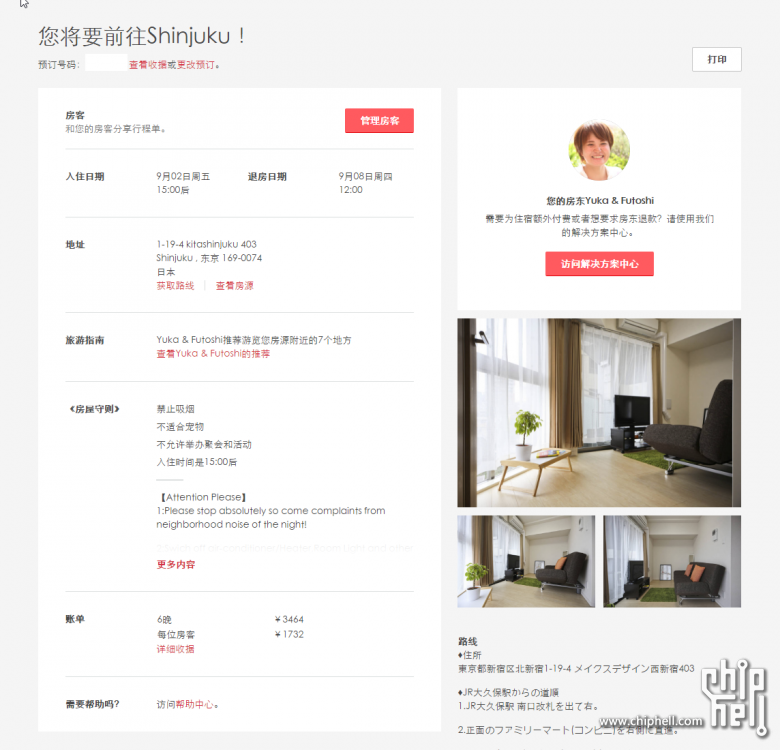 您将要前往Shinjuku！
预订号码： 查看收据或更改预订。
打印
房客
和您的房客分享行程单。
管理房客
入住日期
9月02日周五
15:00后
退房日期
9月08日周四
12:00
地址
1-19-4 kitashinjuku 403
Shinjuku , 东京 169-0074
日本
获取路线 | 查看房源
旅游指南
Yuka & Futoshi推荐游览您房源附近的7个地方
查看Yuka & Futoshi的推荐
《房屋守则》
禁止吸烟
不适合宠物
不允许举办聚会和活动
入住时间是15:00后
【Attention Please】
1:Please stop absolutely so come complaints from
neighborhood noise of the night!
更多内容
账单
6晚 ￥3464
每位房客 ￥1732
详细收据
需要帮助吗?
访问帮助中心。
您的房东Yuka & Futoshi
需要为住宿额外付费或者想要求房东退款？请使用我们
的解决方案中心。
访问解决方案中心
路线
♦住所
東京都新宿区北新宿1-19-4 メイクスデザイン西新宿403
♦JR大久保駅からの道順
1.JR大久保駅 南口改札を出て右。
2.正面のファミリーマート(コンビニ)を右側に直進。
chip hell
www.chiphell.com